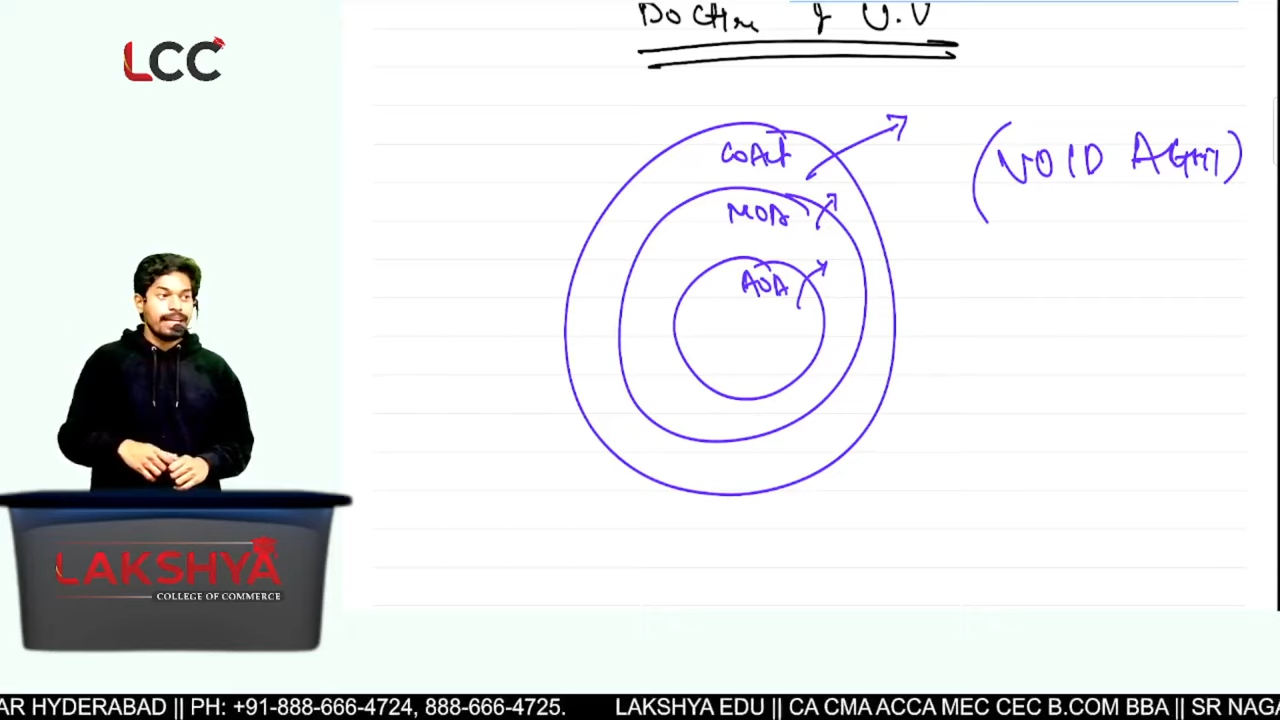 Doctrine of U.V
LCC
CoAct
(VOID AGMT)
MOA
AOA
LAKSHYA
COLLEGE OF COMMERCE
AR HYDERABAD || PH: +91-888-666-4724, 888-666-4725. LAKSHYA EDU || CA CMA ACCA MEC CEC B.COM BBA || SR NAGA